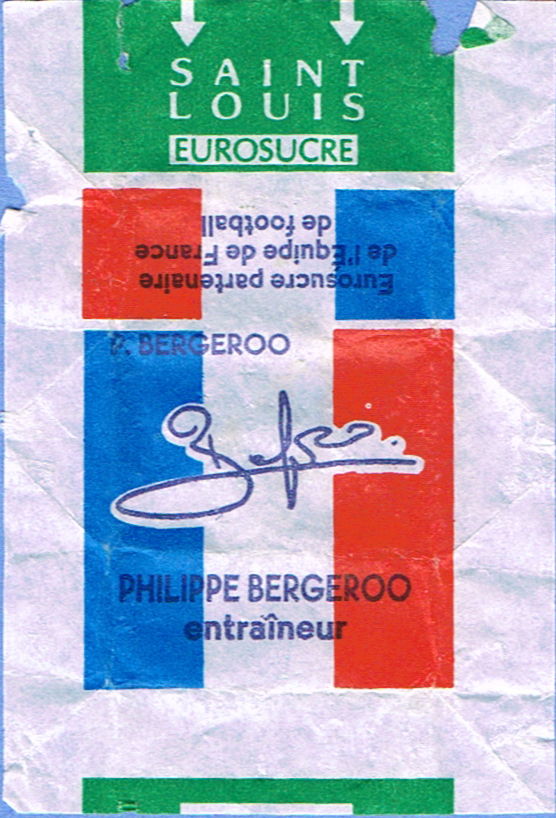 SAINT
LOUIS
EUROSUCRE
Eurosucre partenaire
de l'Equipe de France
de football
P. BERGEROO
PHILIPPE BERGEROO
entraîneur